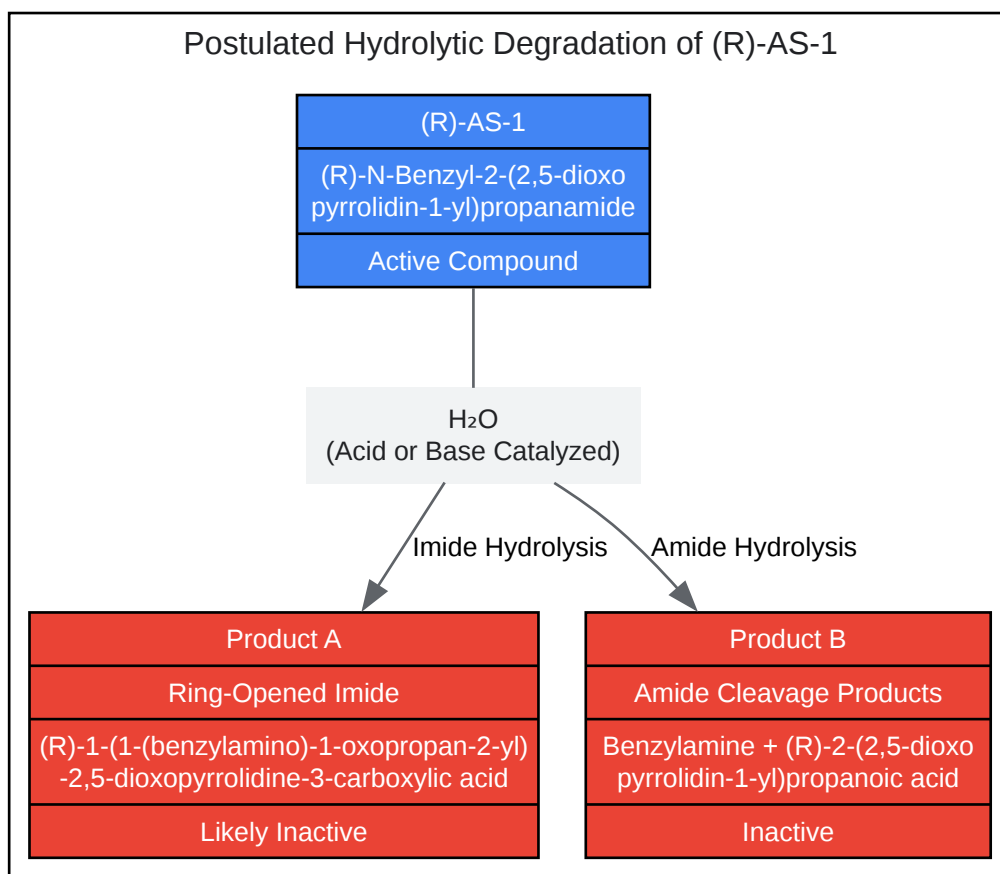 Postulated Hydrolytic Degradation of (R)-AS-1
(R)-AS-1
(R)-N-Benzyl-2-(2,5-dioxo
pyrrolidin-1-yl)propanamide
Active Compound
H₂O
(Acid or Base Catalyzed)
Imide Hydrolysis
Amide Hydrolysis
Product A
Ring-Opened Imide
(R)-1-(1-(benzylamino)-1-oxopropan-2-yl)
-2,5-dioxopyrrolidine-3-carboxylic acid
Likely Inactive
Product B
Amide Cleavage Products
Benzylamine + (R)-2-(2,5-dioxo
pyrrolidin-1-yl)propanoic acid
Inactive